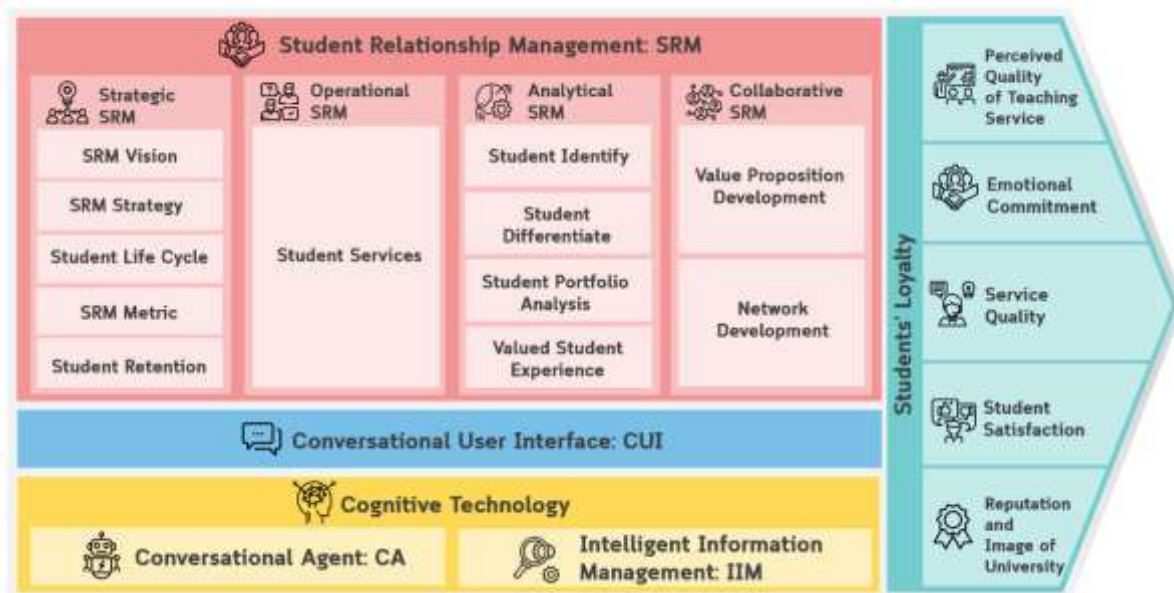 Student Relationship Management: SRM
Strategic
SRM
SRM Vision
SRM Strategy
Student Life Cycle
SRM Metric
Student Retention
Operational
SRM
Student Services
Analytical
SRM
Student Identify
Student
Differentiate
Student Portfolio
Analysis
Valued Student
Experience
Collaborative
SRM
Value Proposition
Development
Network
Development
Conversational User Interface: CUI
Cognitive Technology
Conversational Agent: CA
Intelligent Information
Management: IIM
Students' Loyalty
Perceived
Quality
of Teaching
Service
Emotional
Commitment
Service
Quality
Student
Satisfaction
Reputation
and
Image of
University